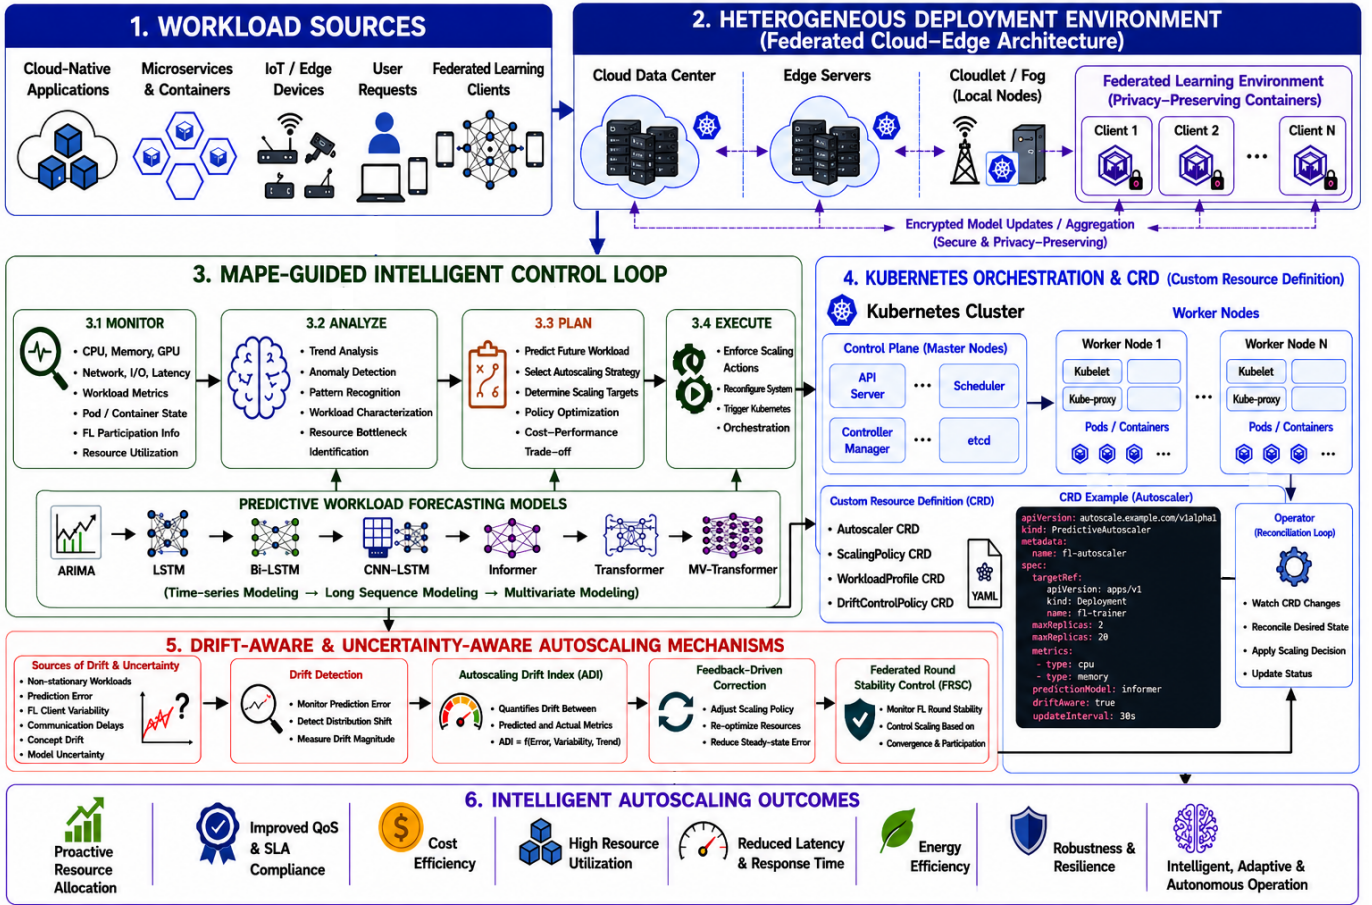 1. WORKLOAD SOURCES
Cloud-Native
Applications
Microservices
& Containers
IoT / Edge
Devices
User
Requests
Federated Learning
Clients
2. HETEROGENEOUS DEPLOYMENT ENVIRONMENT
(Federated Cloud–Edge Architecture)
Cloud Data Center
Edge Servers
Cloudlet / Fog
(Local Nodes)
Federated Learning Environment
(Privacy–Preserving Containers)
Client 1
Client 2
...
Client N
Encrypted Model Updates / Aggregation
(Secure & Privacy-Preserving)
3. MAPE-GUIDED INTELLIGENT CONTROL LOOP
3.1 MONITOR
• CPU, Memory, GPU
• Network, I/O, Latency
• Workload Metrics
• Pod / Container State
• FL Participation Info
• Resource Utilization
3.2 ANALYZE
• Trend Analysis
• Anomaly Detection
• Pattern Recognition
• Workload Characterization
• Resource Bottleneck
Identification
3.3 PLAN
• Predict Future Workload
• Select Autoscaling Strategy
• Determine Scaling Targets
• Policy Optimization
• Cost–Performance
Trade–off
3.4 EXECUTE
• Enforce Scaling
Actions
• Reconfigure System
• Trigger Kubernetes
• Orchestration
PREDICTIVE WORKLOAD FORECASTING MODELS
ARIMA
LSTM
Bi-LSTM
CNN-LSTM
Informer
Transformer
MV-Transformer
(Time-series Modeling → Long Sequence Modeling → Multivariate Modeling)
4. KUBERNETES ORCHESTRATION & CRD (Custom Resource Definition)
Kubernetes Cluster
Worker Nodes
Control Plane (Master Nodes)
API
Server
...
Scheduler
Controller
Manager
...
etcd
Worker Node 1
Kubelet
Kube-proxy
Pods / Containers
...
...
Worker Node N
Kubelet
Kube-proxy
Pods / Containers
...
Custom Resource Definition (CRD)
• Autoscaler CRD
• ScalingPolicy CRD
• WorkloadProfile CRD
• DriftControlPolicy CRD
YAML
CRD Example (Autoscaler)
apiVersion: autoscale.example.com/v1alpha1
kind: PredictiveAutoscaler
metadata:
name: fl-autoscaler
spec:
targetRef:
apiVersion: apps/v1
kind: Deployment
name: fl-trainer
maxReplicas: 2
maxReplicas: 20
metrics:
- type: cpu
- type: memory
predictionModel: informer
driftAware: true
updateInterval: 30s
Operator
(Reconciliation Loop)
• Watch CRD Changes
• Reconcile Desired State
• Apply Scaling Decision
• Update Status
5. DRIFT-AWARE & UNCERTAINTY-AWARE AUTOSCALING MECHANISMS
Sources of Drift & Uncertainty
• Non-stationary Workloads
• Prediction Error
• FL Client Variability
• Communication Delays
• Concept Drift
• Model Uncertainty
?
Drift Detection
• Monitor Prediction Error
• Detect Distribution Shift
• Measure Drift Magnitude
Autoscaling Drift Index (ADI)
• Quantifies Drift Between
• Predicted and Actual Metrics
• ADI = f(Error, Variability, Trend)
Feedback-Driven
Correction
• Adjust Scaling Policy
• Re-optimize Resources
• Reduce Steady-state Error
Federated Round
Stability Control (FRSC)
• Monitor FL Round Stability
• Control Scaling Based on
• Convergence & Participation
6. INTELLIGENT AUTOSCALING OUTCOMES
Proactive
Resource
Allocation
Improved QoS
& SLA
Compliance
$
Cost
Efficiency
High Resource
Utilization
Reduced Latency
& Response Time
Energy
Efficiency
Robustness &
Resilience
Intelligent, Adaptive &
Autonomous Operation